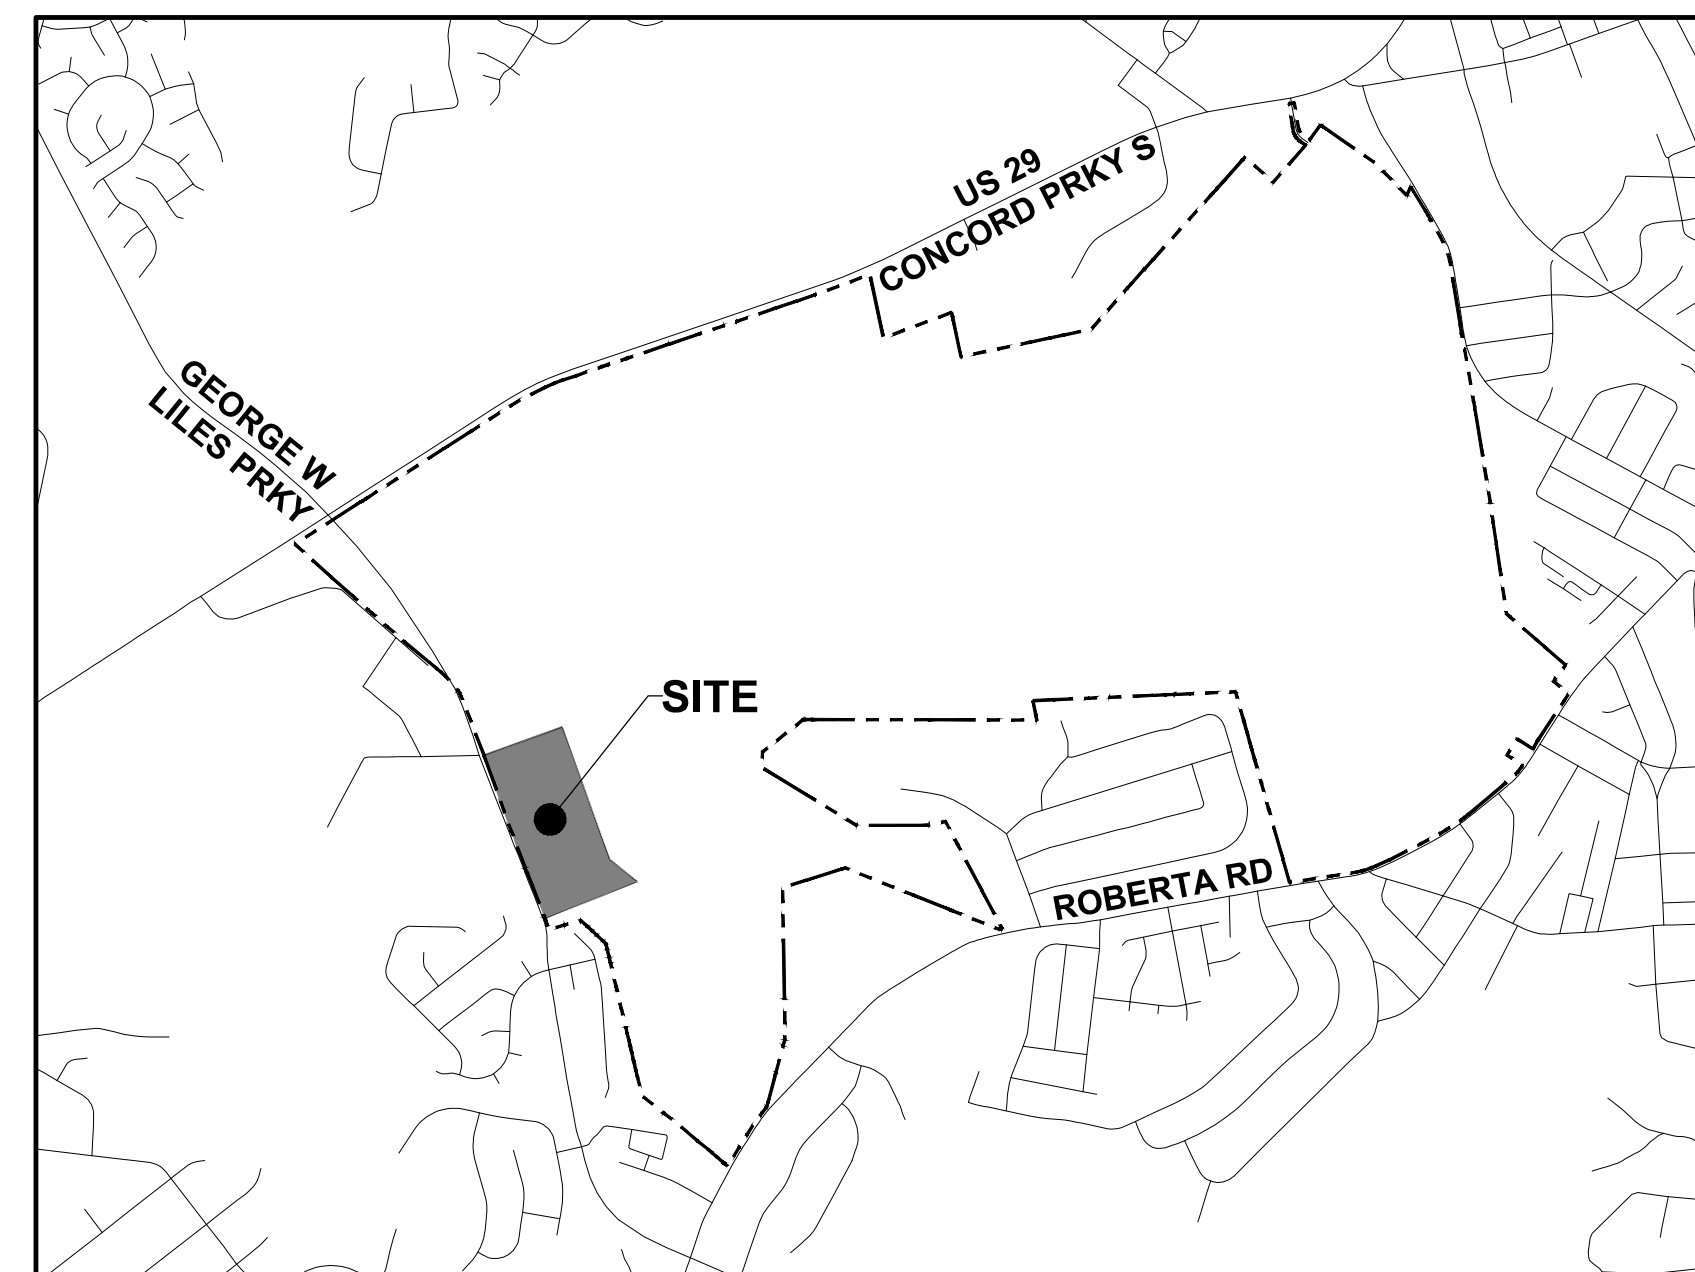 US 29
CONCORD PRKY S
GEORGE W
LILES PRKY
SITE
ROBERTA RD